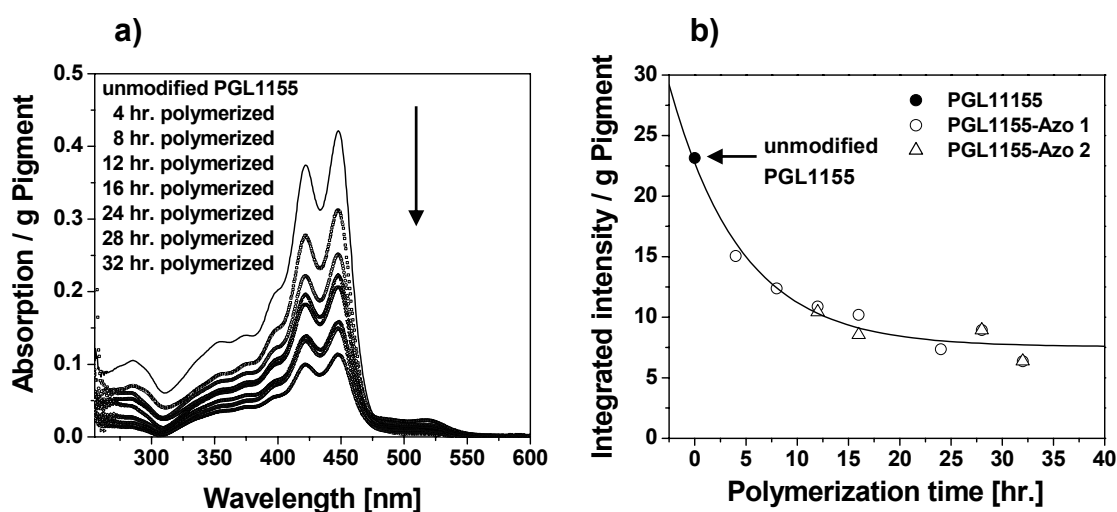 a)
0.5
0.4
0.3
0.2
0.1
0.0
Absorption / g Pigment
unmodified PGL1155
4 hr. polymerized
8 hr. polymerized
12 hr. polymerized
16 hr. polymerized
24 hr. polymerized
28 hr. polymerized
32 hr. polymerized
300 350 400 450 500 550 600
Wavelength [nm]
b)
30
25
20
15
10
5
0
Integrated intensity / g Pigment
PGL11155
PGL1155-Azo 1
PGL1155-Azo 2
unmodified
PGL1155
0 5 10 15 20 25 30 35 40
Polymerization time [hr.]